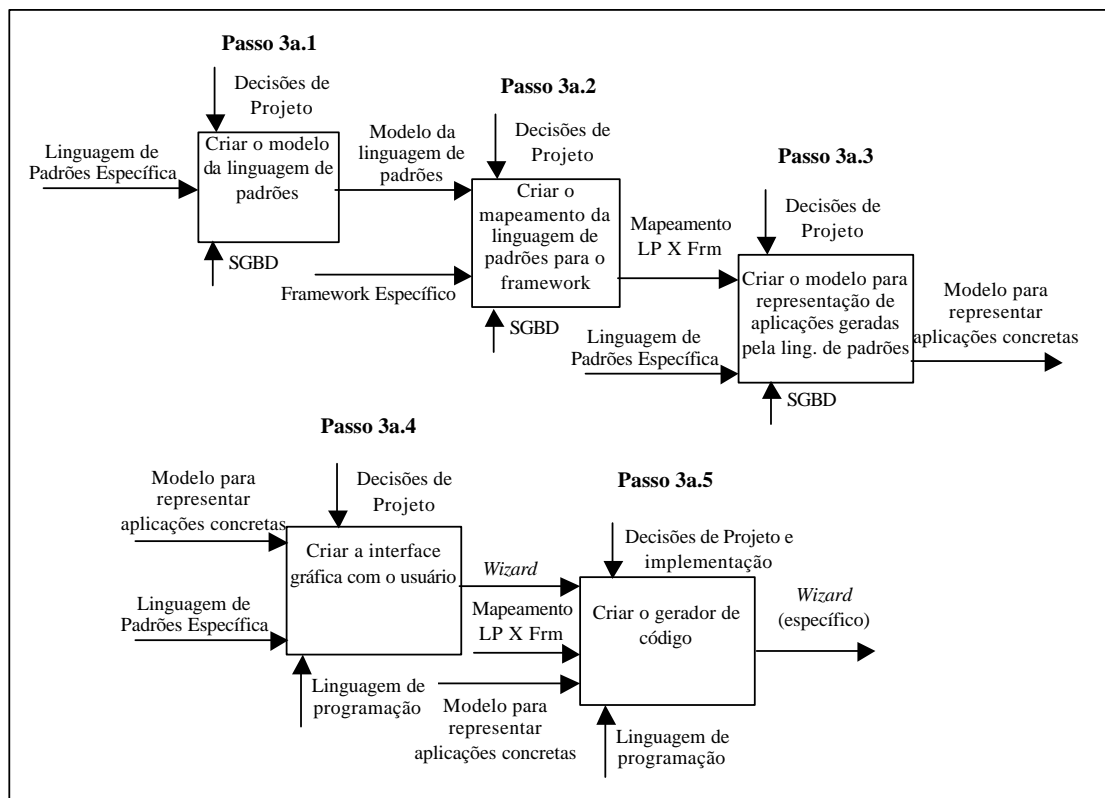 Passo 3a.1
Decisões de
Projeto
Linguagem de
Padrões Específica
Criar o modelo
da linguagem de
padrões
SGBD
Modelo da
linguagem de
padrões
Passo 3a.2
Decisões de
Projeto
Framework Específico
Criar o
mapeamento da
linguagem de
padrões para o
framework
SGBD
Mapeamento
LP X Frm
Passo 3a.3
Decisões de
Projeto
Linguagem de
Padrões Específica
Criar o modelo para
representação de
aplicações geradas
pela ling. de padrões
SGBD
Modelo para
representar
aplicações concretas
Passo 3a.4
Decisões de
Projeto
Modelo para
representar
aplicações concretas
Linguagem de
Padrões Específica
Criar a interface
gráfica com o usuário
Linguagem de
programação
Wizard
Passo 3a.5
Decisões de Projeto e
implementação
Mapeamento
LP X Frm
Modelo para
representar
aplicações concretas
Criar o gerador de
código
Linguagem de
programação
Wizard
(específico)